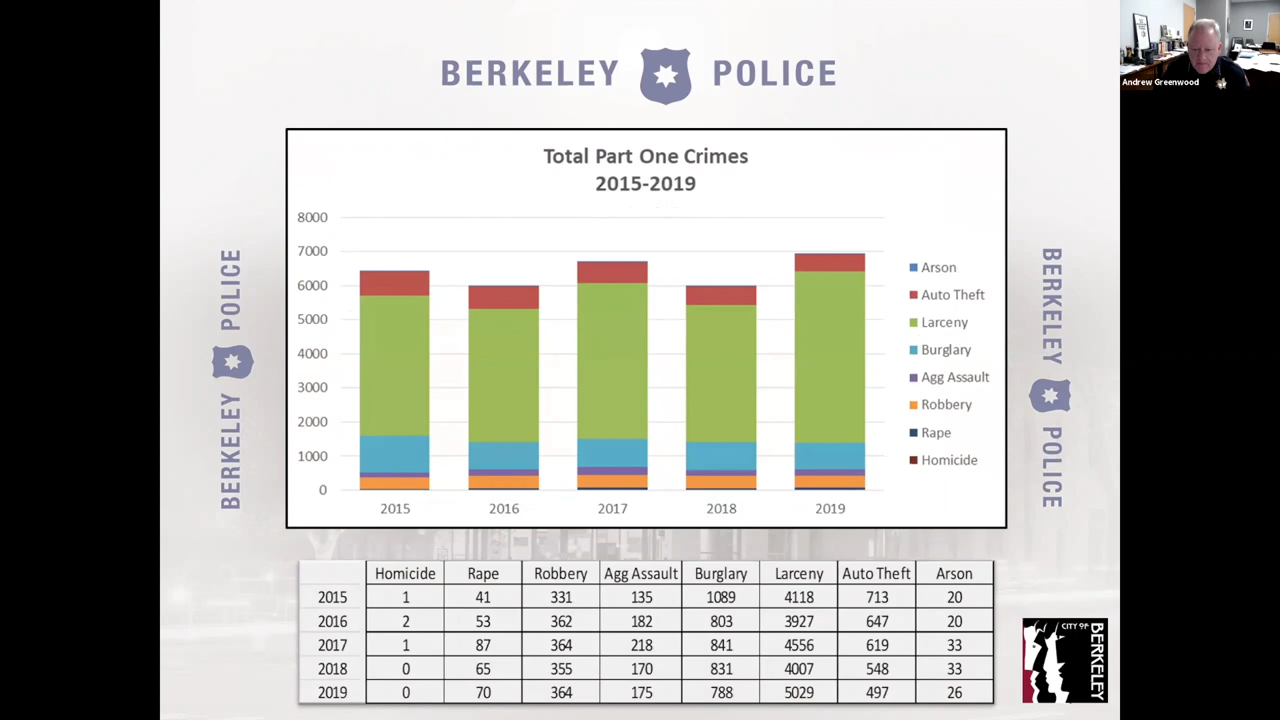 BERKELEY POLICE
Andrew Greenwood
Total Part One Crimes
2015-2019
8000
7000
6000
5000
4000
3000
2000
1000
0
2015 2016 2017 2018 2019
Arson
Auto Theft
Larceny
Burglary
Agg Assault
Robbery
Rape
Homicide
BERKELEY POLICE
BERKELEY POLICE
Homicide Rape Robbery Agg Assault Burglary Larceny Auto Theft Arson
2015 1 41 331 135 1089 4118 713 20
2016 2 53 362 182 803 3927 647 20
2017 1 87 364 218 841 4556 619 33
2018 0 65 355 170 831 4007 548 33
2019 0 70 364 175 788 5029 497 26
CITY OF
BERKELEY